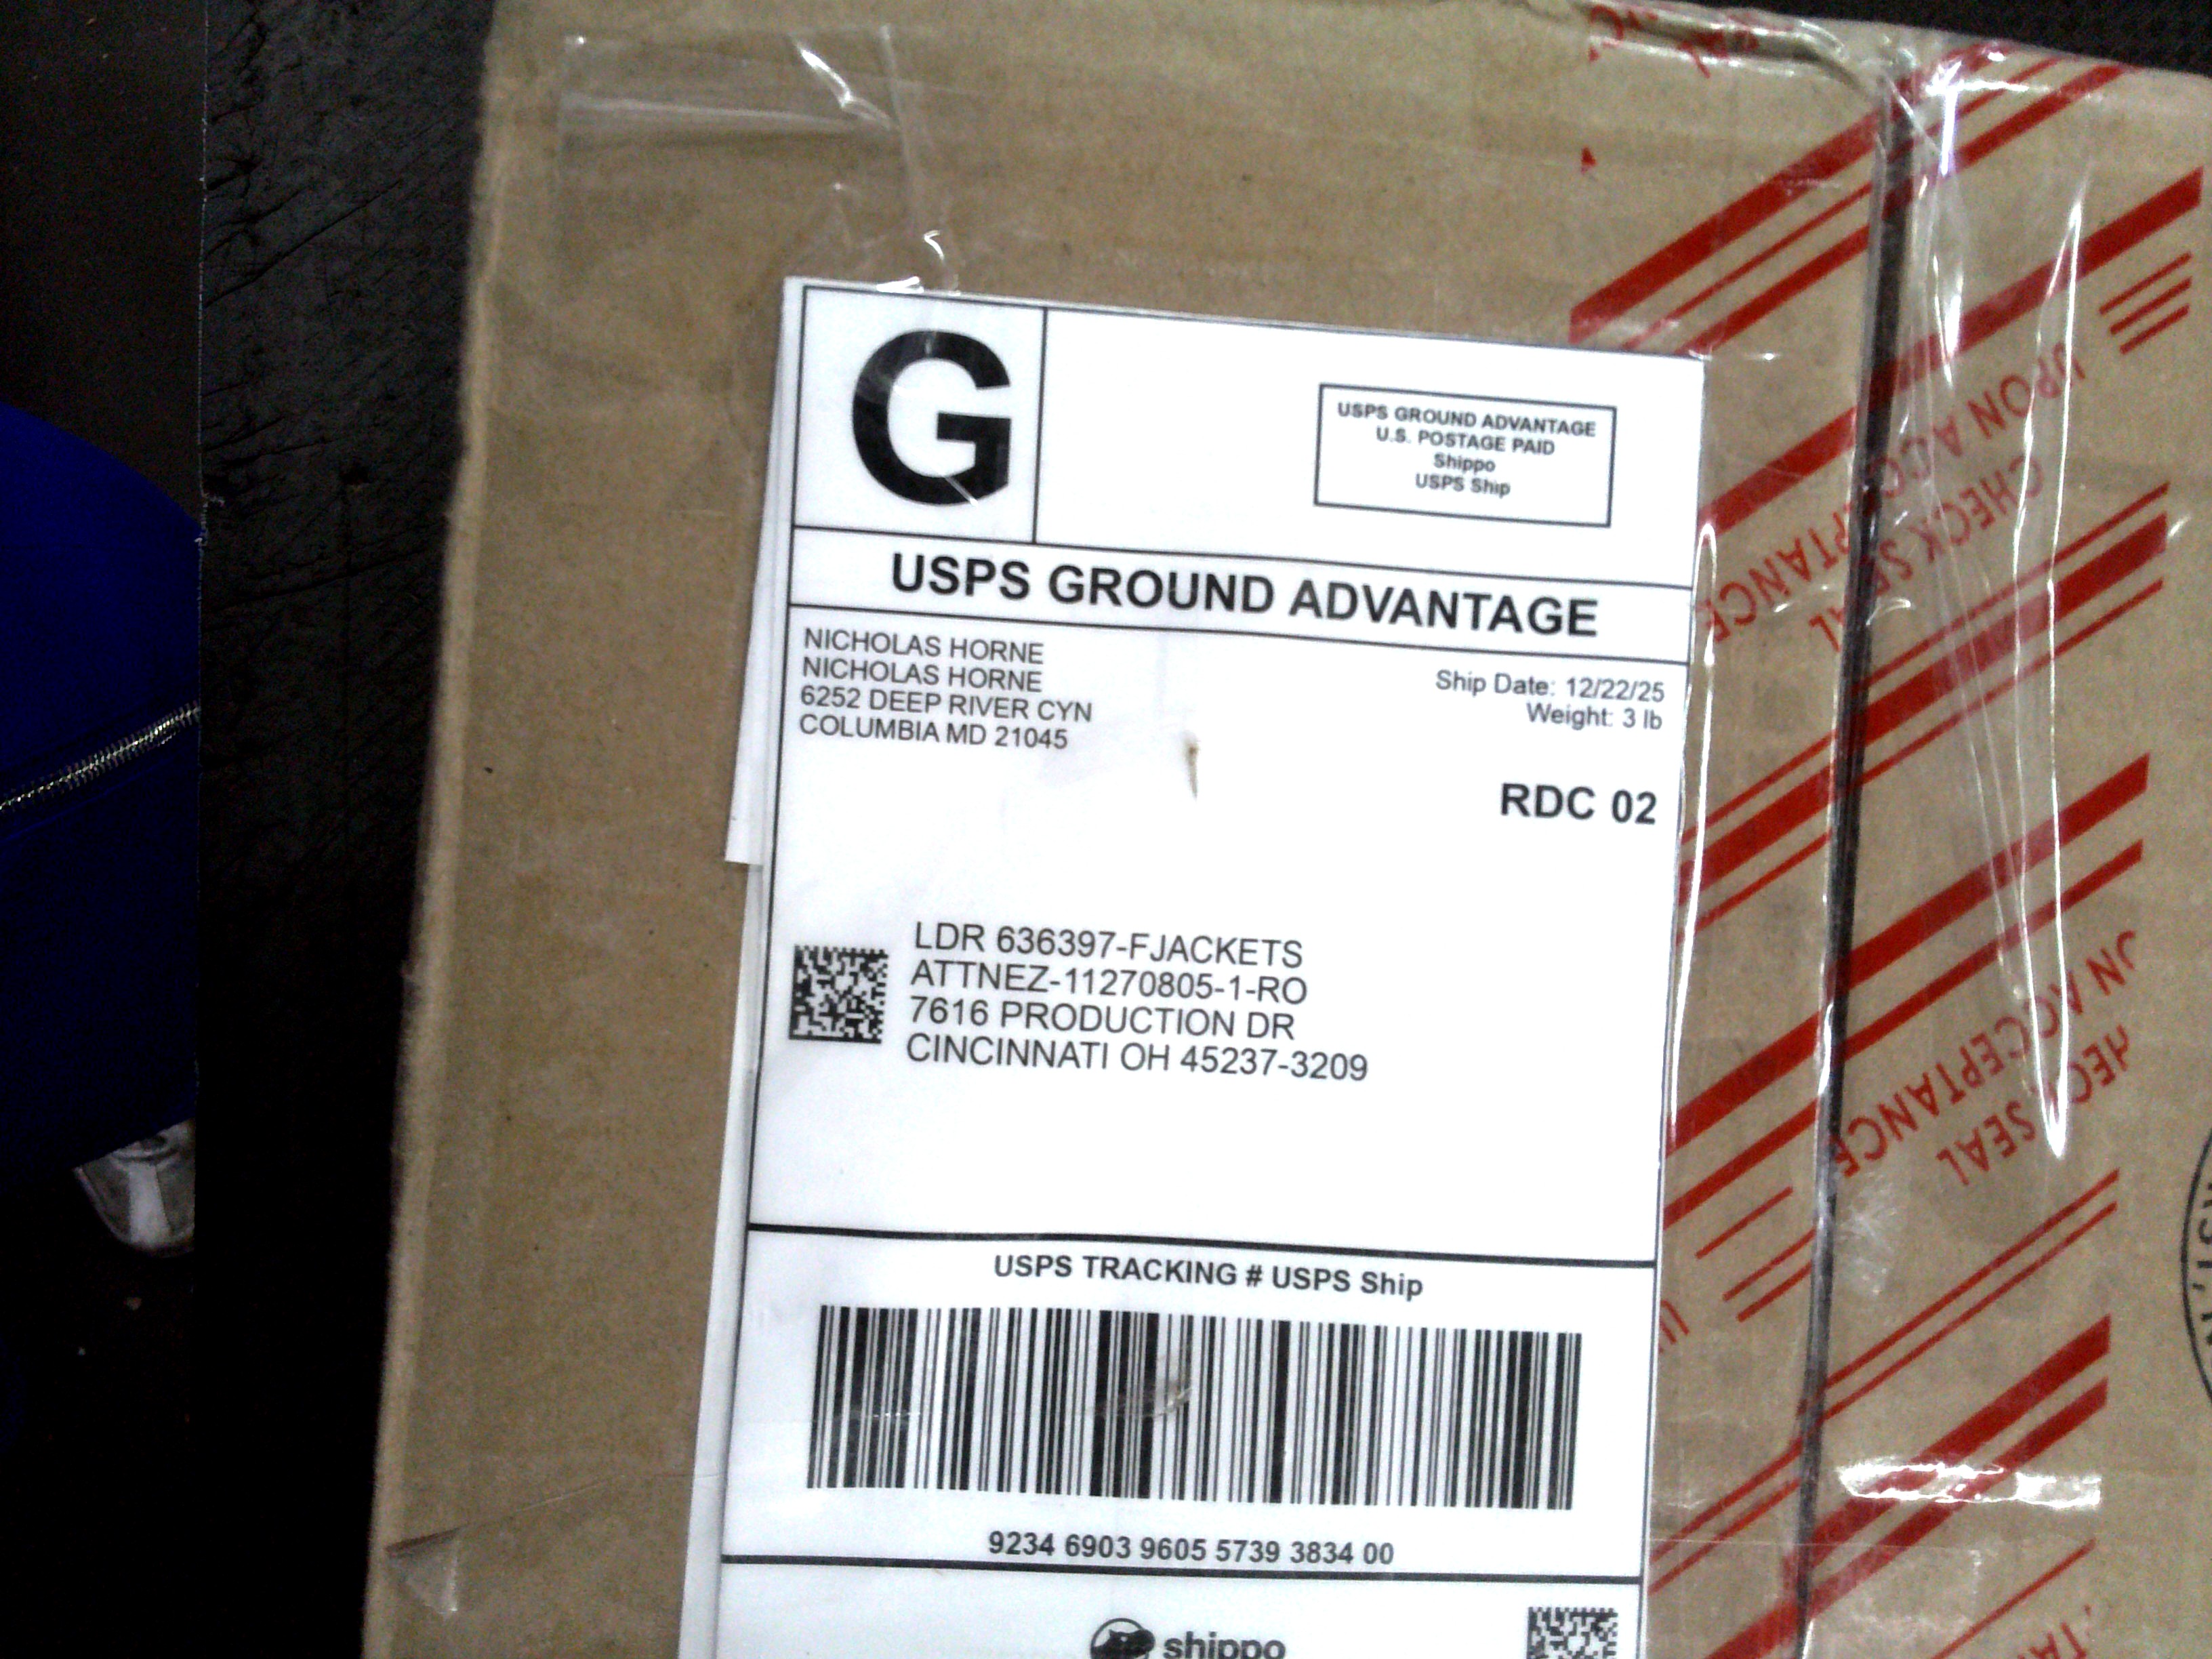 G
USPS GROUND ADVANTAGE
U.S. POSTAGE PAID
Shippo
USPS Ship
USPS GROUND ADVANTAGE
NICHOLAS HORNE
NICHOLAS HORNE
6252 DEEP RIVER CYN
COLUMBIA MD 21045
Ship Date: 12/22/25
Weight: 3 lb
RDC 02
LDR 636397-FJACKETS
ATTNEZ-11270805-1-RO
7616 PRODUCTION DR
CINCINNATI OH 45237-3209
USPS TRACKING # USPS Ship
9234 6903 9605 5739 3834 00
shippo
CHECK SEAL
UPON ACCEPTANCE
CHECK SEAL
ACCEPTANCE